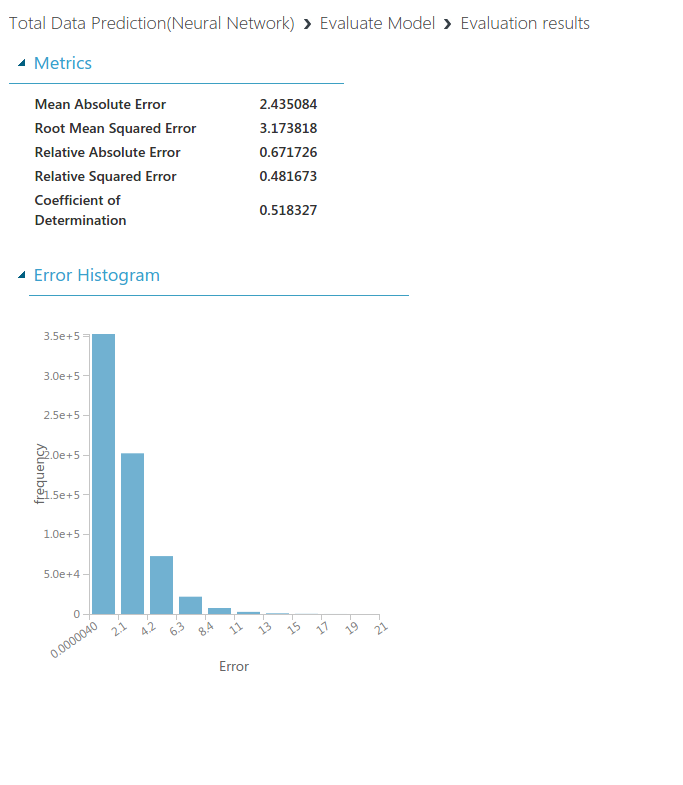 Total Data Prediction(Neural Network) › Evaluate Model › Evaluation results
Metrics
Mean Absolute Error 2.435084
Root Mean Squared Error 3.173818
Relative Absolute Error 0.671726
Relative Squared Error 0.481673
Coefficient of
Determination 0.518327
Error Histogram
3.5e+5
3.0e+5
2.5e+5
2.0e+5
1.5e+5
1.0e+5
5.0e+4
0
frequency
0.0000040 2.1 4.2 6.3 8.4 11 13 15 17 19 21
Error